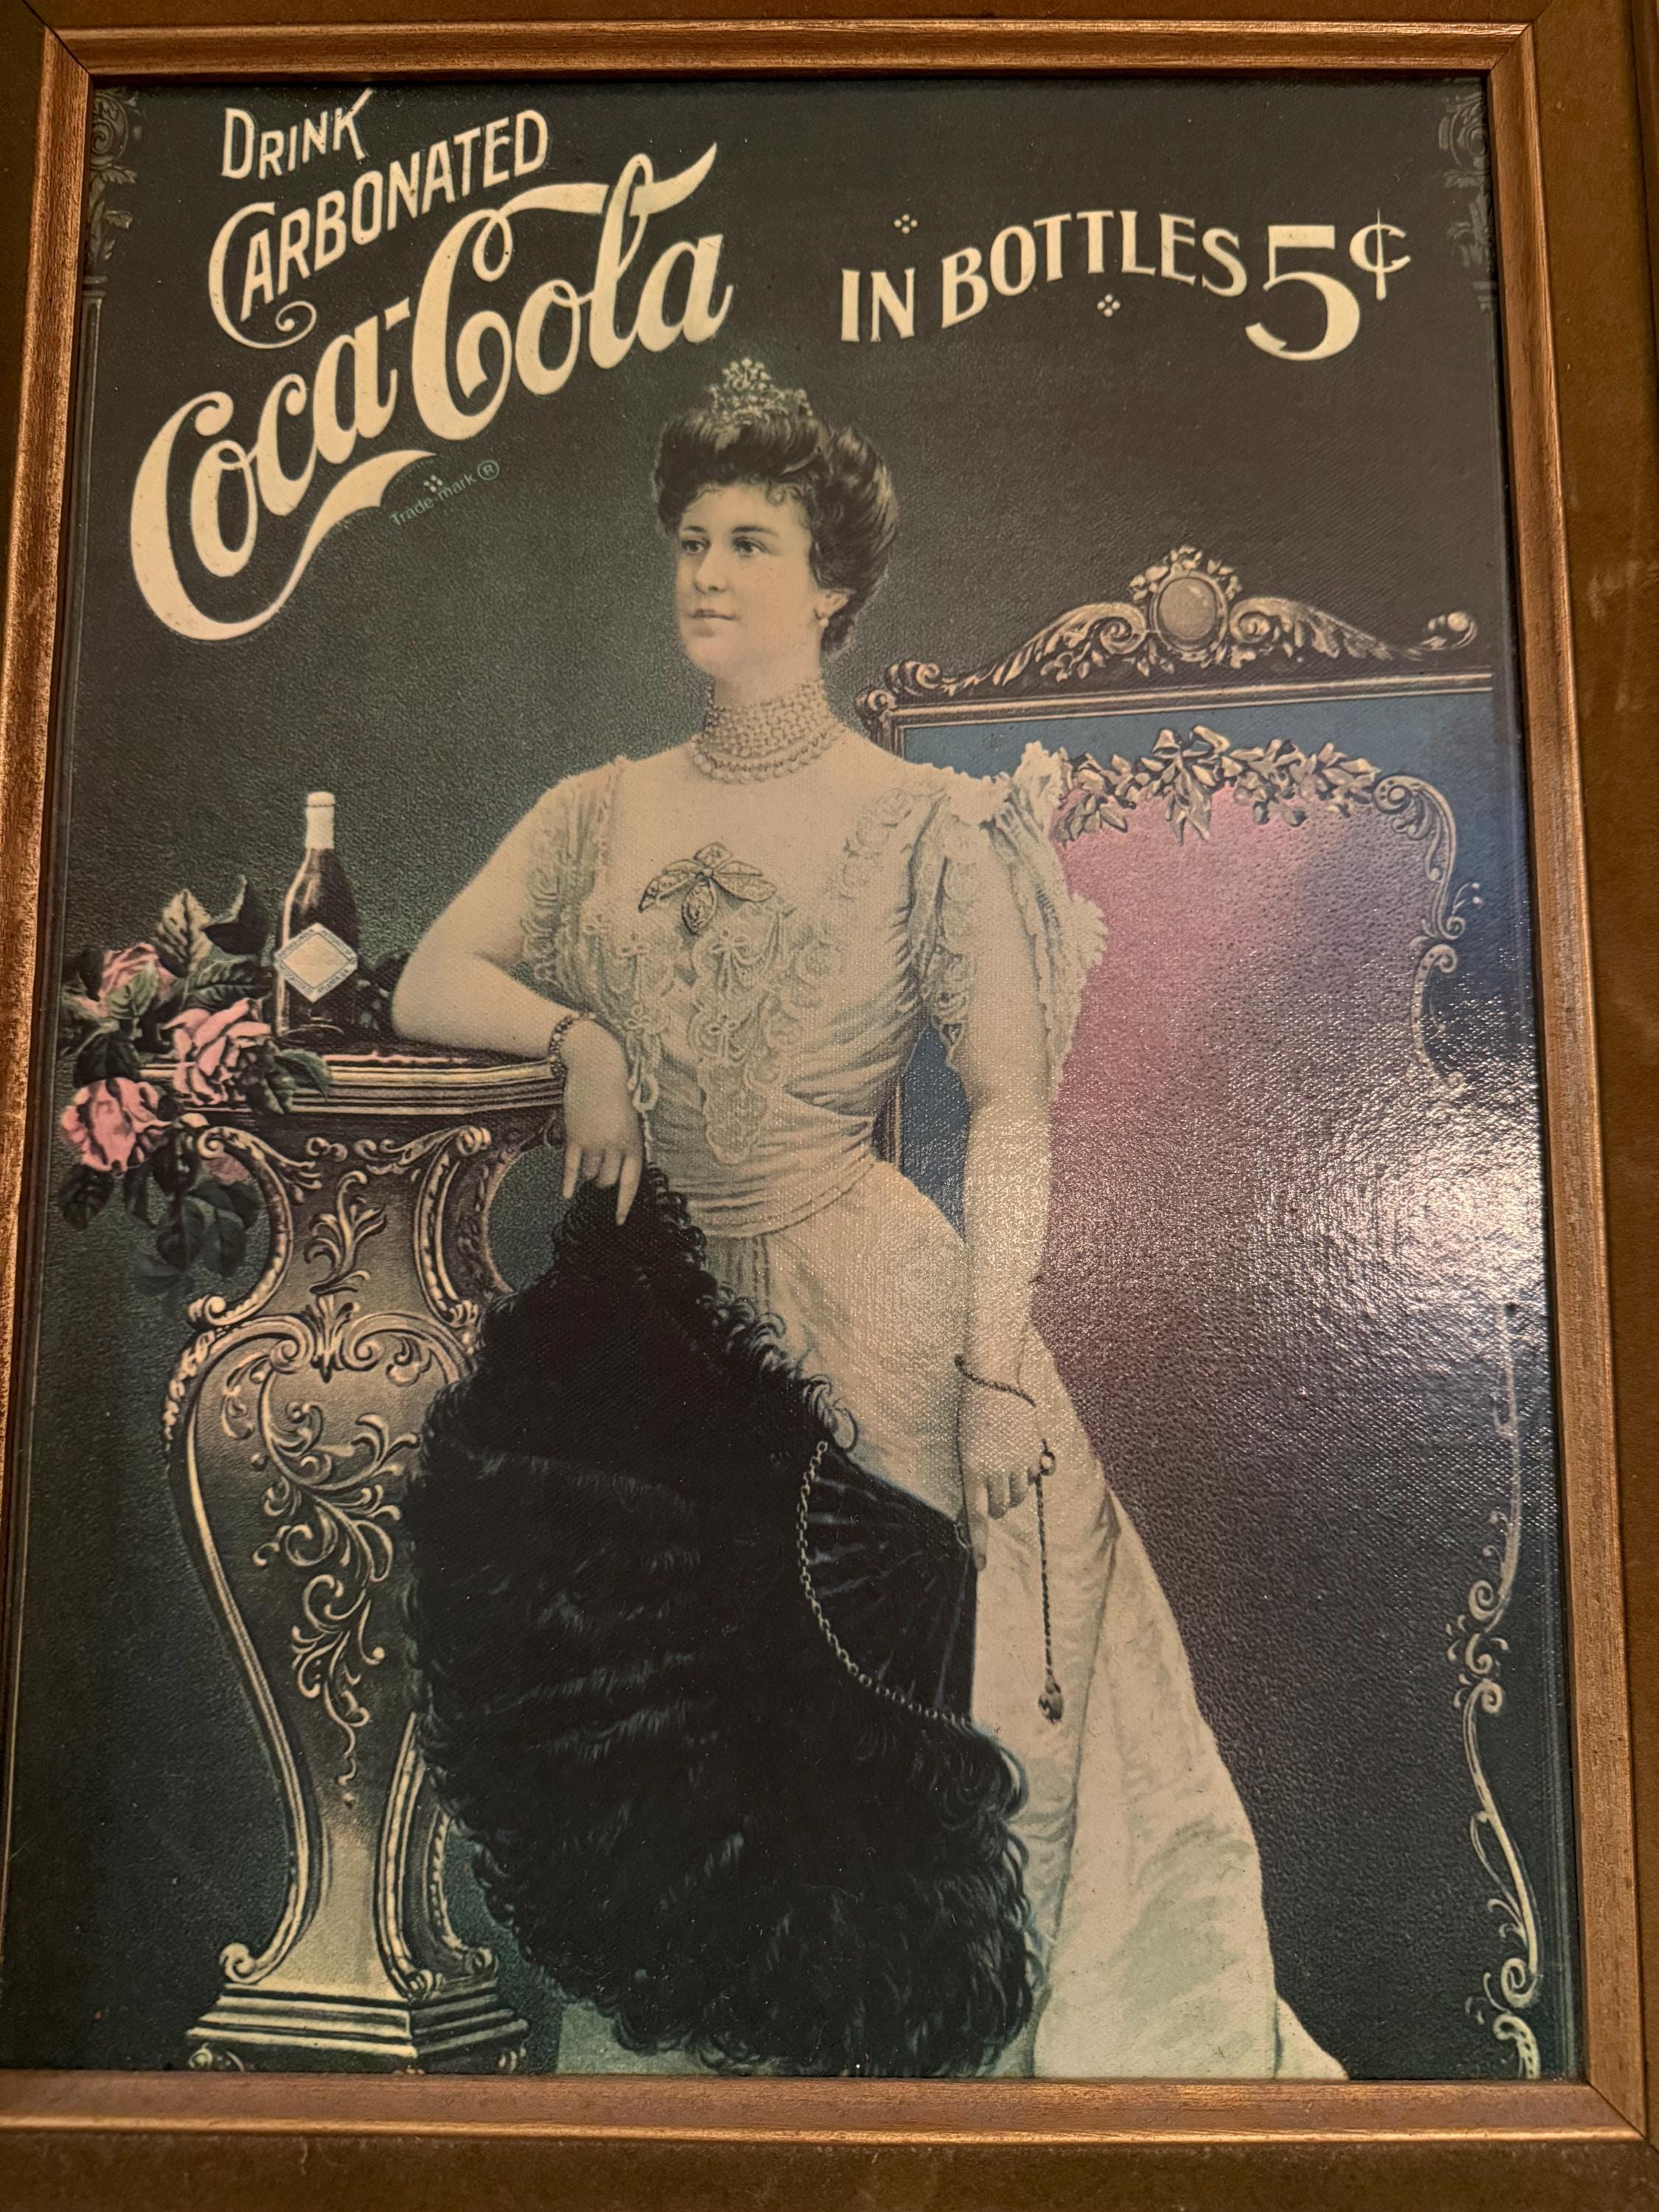 DRINK
CARBONATED
Coca-Cola
Trade-mark ®
IN BOTTLES 5¢